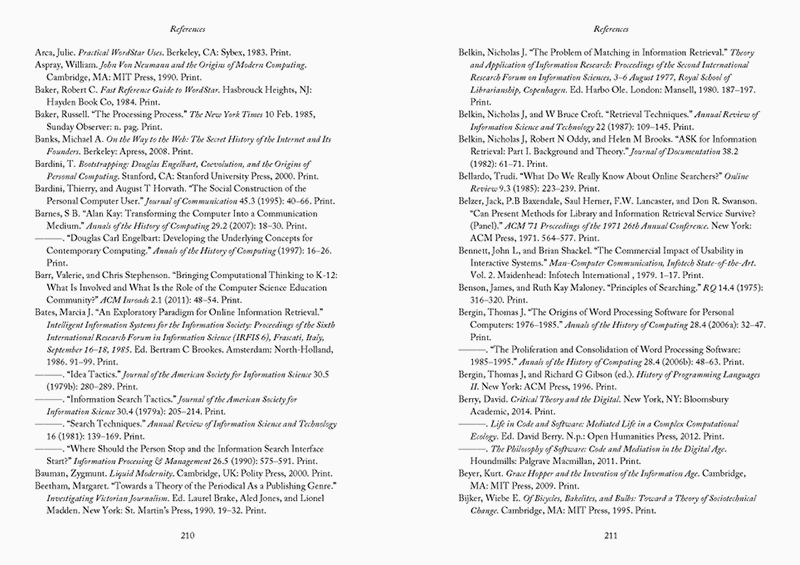 References
Arca, Julie. Practical WordStar Uses. Berkeley, CA: Sybex, 1983. Print.
Aspray, William. John Von Neumann and the Origins of Modern Computing.
Cambridge, MA: MIT Press, 1990. Print.
Baker, Robert C. Fast Reference Guide to WordStar. Hasbrouck Heights, NJ:
Hayden Book Co, 1984. Print.
Baker, Russell. “The Processing Process.” The New York Times 10 Feb. 1985,
Sunday Observer: n. pag. Print.
Banks, Michael A. On the Way to the Web: The Secret History of the Internet and Its
Founders. Berkeley: Apress, 2008. Print.
Bardini, T. Bootstrapping: Douglas Engelbart, Coevolution, and the Origins of
Personal Computing. Stanford, CA: Stanford University Press, 2000. Print.
Bardini, Thierry, and August T Horvath. “The Social Construction of the
Personal Computer User.” Journal of Communication 45.3 (1995): 40–66. Print.
Barnes, S B. “Alan Kay: Transforming the Computer Into a Communication
Medium.” Annals of the History of Computing 29.2 (2007): 18–30. Print.
———. “Douglas Carl Engelbart: Developing the Underlying Concepts for
Contemporary Computing.” Annals of the History of Computing (1997): 16–26.
Print.
Barr, Valerie, and Chris Stephenson. “Bringing Computational Thinking to K-12:
What Is Involved and What Is the Role of the Computer Science Education
Community?” ACM Inroads 2.1 (2011): 48–54. Print.
Bates, Marcia J. “An Exploratory Paradigm for Online Information Retrieval.”
Intelligent Information Systems for the Information Society: Proceedings of the Sixth
International Research Forum in Information Science (IRFIS 6), Frascati, Italy,
September 16–18, 1985. Ed. Bertram C Brookes. Amsterdam: North-Holland,
1986. 91–99. Print.
———. “Idea Tactics.” Journal of the American Society for Information Science 30.5
(1979b): 280–289. Print.
———. “Information Search Tactics.” Journal of the American Society for
Information Science 30.4 (1979a): 205–214. Print.
———. “Search Techniques.” Annual Review of Information Science and Technology
16 (1981): 139–169. Print.
———. “Where Should the Person Stop and the Information Search Interface
Start?” Information Processing & Management 26.5 (1990): 575–591. Print.
Bauman, Zygmunt. Liquid Modernity. Cambridge, UK: Polity Press, 2000. Print.
Beetham, Margaret. “Towards a Theory of the Periodical As a Publishing Genre.”
Investigating Victorian Journalism. Ed. Laurel Brake, Aled Jones, and Lionel
Madden. New York: St. Martin’s Press, 1990. 19–32. Print.
210
References
Belkin, Nicholas J. “The Problem of Matching in Information Retrieval.” Theory
and Application of Information Research: Proceedings of the Second International
Research Forum on Information Sciences, 3–6 August 1977, Royal School of
Librarianship, Copenhagen. Ed. Harbo Ole. London: Mansell, 1980. 187–197.
Print.
Belkin, Nicholas J, and W Bruce Croft. “Retrieval Techniques.” Annual Review of
Information Science and Technology 22 (1987): 109–145. Print.
Belkin, Nicholas J, Robert N Oddy, and Helen M Brooks. “ASK for Information
Retrieval: Part I. Background and Theory.” Journal of Documentation 38.2
(1982): 61–71. Print.
Bellardo, Trudi. “What Do We Really Know About Online Searchers?” Online
Review 9.3 (1985): 223–239. Print.
Belzer, Jack, P.B Baxendale, Saul Herner, F.W. Lancaster, and Don R. Swanson.
“Can Present Methods for Library and Information Retrieval Service Survive?
(Panel).” ACM ’71 Proceedings of the 1971 26th Annual Conference. New York:
ACM Press, 1971. 564–577. Print.
Bennett, John L, and Brian Shackel. “The Commercial Impact of Usability in
Interactive Systems.” Man-Computer Communication, Infotech State-of-the-Art.
Vol. 2. Maidenhead: Infotech International , 1979. 1–17. Print.
Benson, James, and Ruth Kay Maloney. “Principles of Searching.” RQ 14.4 (1975):
316–320. Print.
Bergin, Thomas J. “The Origins of Word Processing Software for Personal
Computers: 1976–1985.” Annals of the History of Computing 28.4 (2006a): 32–47.
Print.
———. “The Proliferation and Consolidation of Word Processing Software:
1985–1995.” Annals of the History of Computing 28.4 (2006b): 48–63. Print.
Bergin, Thomas J, and Richard G Gibson (ed.). History of Programming Languages
II. New York: ACM Press, 1996. Print.
Berry, David. Critical Theory and the Digital. New York, NY: Bloomsbury
Academic, 2014. Print.
———. Life in Code and Software: Mediated Life in a Complex Computational
Ecology. Ed. David Berry. N.p.: Open Humanities Press, 2012. Print.
———. The Philosophy of Software: Code and Mediation in the Digital Age.
Houndmills: Palgrave Macmillan, 2011. Print.
Beyer, Kurt. Grace Hopper and the Invention of the Information Age. Cambridge,
MA: MIT Press, 2009. Print.
Bijker, Wiebe E. Of Bicycles, Bakelites, and Bulbs: Toward a Theory of Sociotechnical
Change. Cambridge, MA: MIT Press, 1995. Print.
211